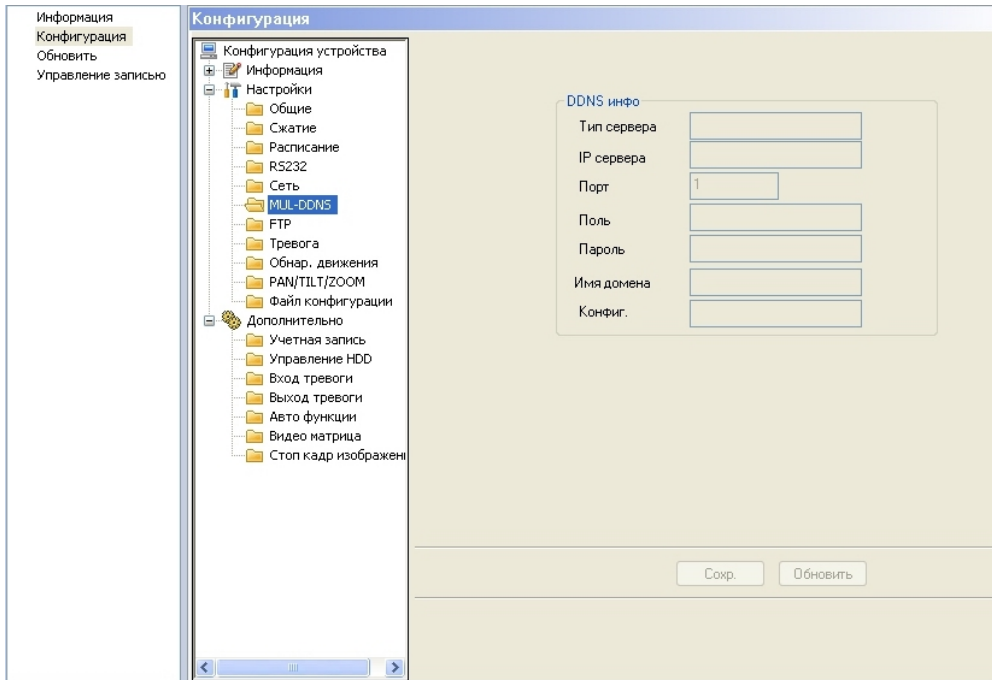 Информация
Конфигурация
Обновить
Управление записью
Конфигурация
Конфигурация устройства
Информация
Настройки
Общие
Сжатие
Расписание
RS232
Сеть
MUL-DDNS
FTP
Тревога
Обнар. движения
PAN/TILT/ZOOM
Файл конфигурации
Дополнительно
Учетная запись
Управление HDD
Вход тревоги
Выход тревоги
Авто функции
Видео матрица
Стоп кадр изображени
DDNS инфо
Тип сервера
IP сервера
Порт
1
Поль
Пароль
Имя домена
Конфиг.
Сохр.
Обновить